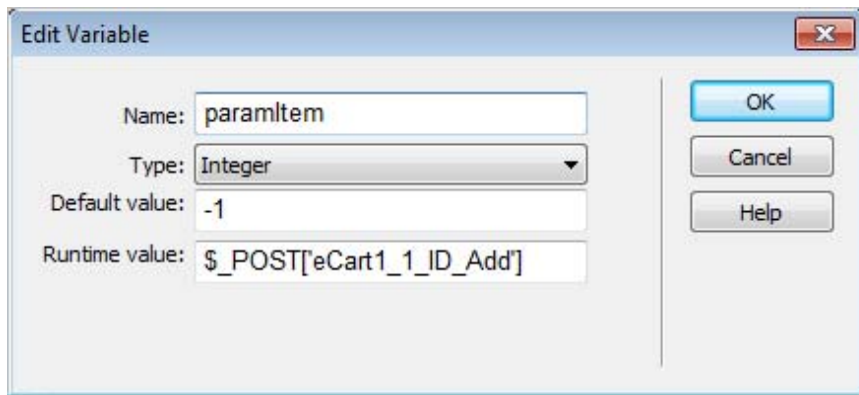 Edit Variable
Name: paramItem
Type: Integer
Default value: -1
Runtime value: $_POST['eCart1_1_ID_Add']
OK
Cancel
Help